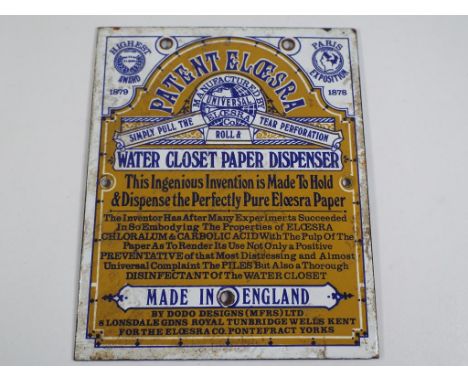 HIGHEST
AWARD
1879
PARIS
EXPOSITION
1878
PATENT ELŒSRA
MANUFACTURED BY
UNIVERSAL
ELŒSRA
Co.
SIMPLY PULL THE
ROLL &
TEAR PERFORATION
WATER CLOSET PAPER DISPENSER
This Ingenious Invention is Made To Hold
& Dispense the Perfectly Pure Elœsra Paper
The Inventor Has After Many Experiments Succeeded
In So Embodying The Properties of ELŒSRA
CHLORALUM & CARBOLIC ACID With The Pulp Of The
Paper As To Render Its Use Not Only a Positive
PREVENTATIVE of that Most Distressing and Almost
Universal Complaint The PILES But Also a Thorough
DISINFECTANT Of The WATER CLOSET
MADE IN ENGLAND
BY DODO DESIGNS (MFRS) LTD
8 LONSDALE GDNS ROYAL TUNBRIDGE WELLS KENT
FOR THE ELŒSRA CO. PONTEFRACT YORKS